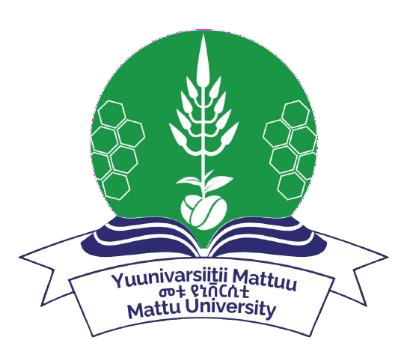 Yuunivarsiitii Mattuu
መቱ ዩኒቨርሲቲ
Mattu University